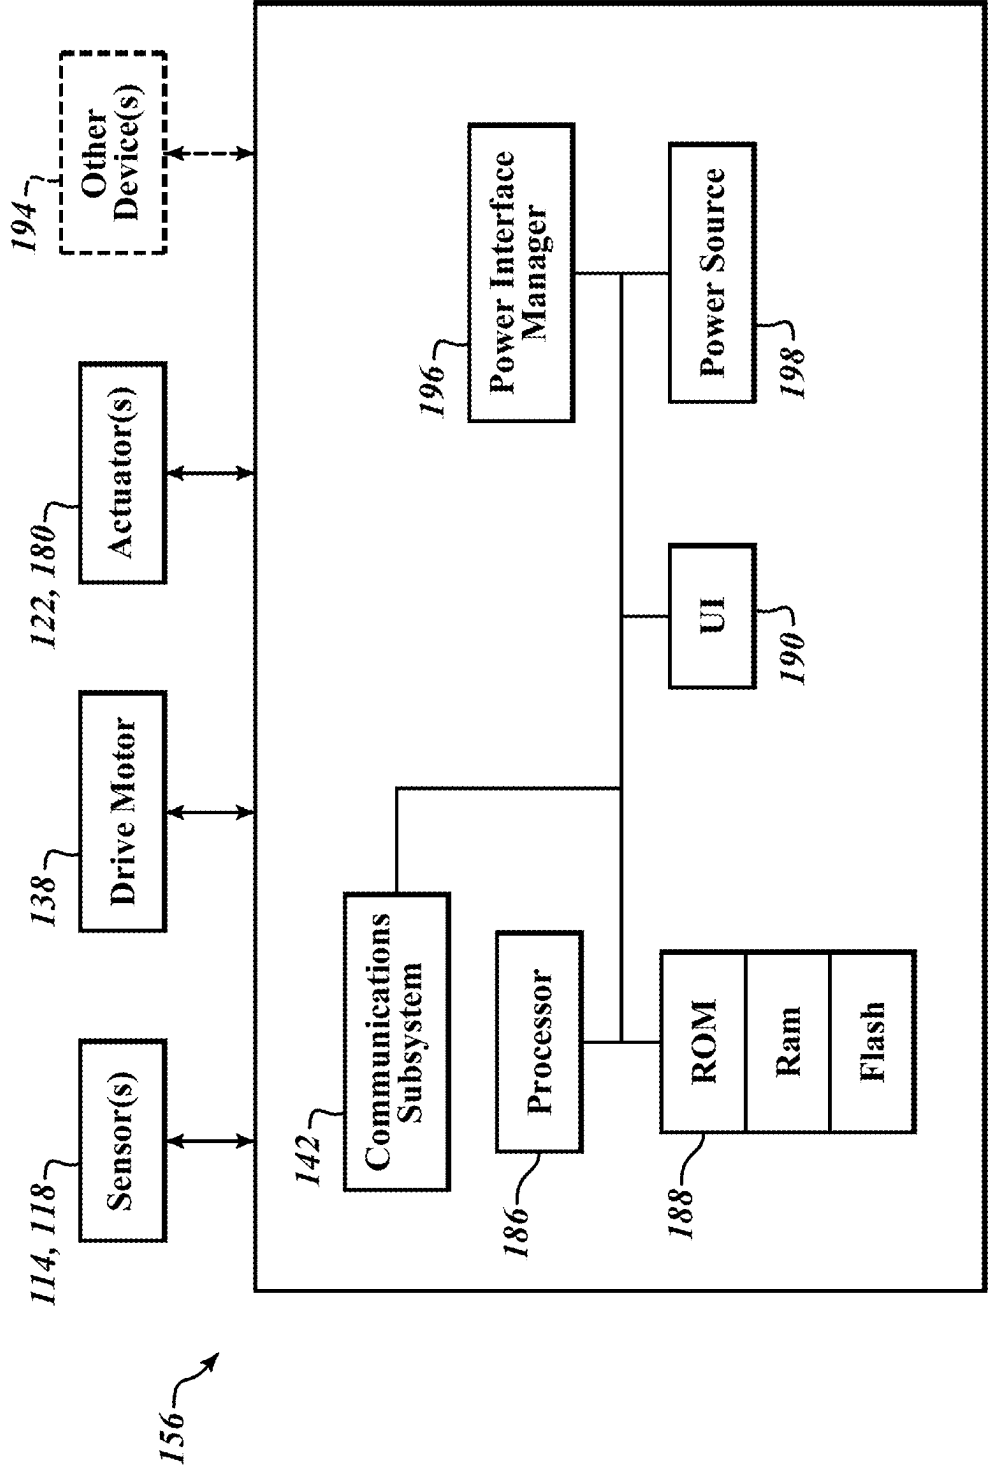 156
114, 118
Sensor(s)
138
Drive Motor
122, 180
Actuator(s)
194
Other
Device(s)
142
Communications
Subsystem
186
Processor
188
ROM
Ram
Flash
190
UI
196
Power Interface
Manager
198
Power Source